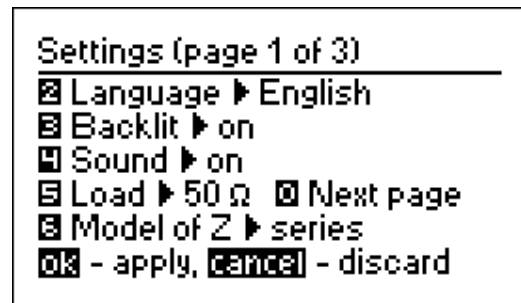 Settings (page 1 of 3)
2 Language ▶ English
3 Backlit ▶ on
4 Sound ▶ on
5 Load ▶ 50 Ω 0 Next page
6 Model of Z ▶ series
ok - apply, cancel - discard